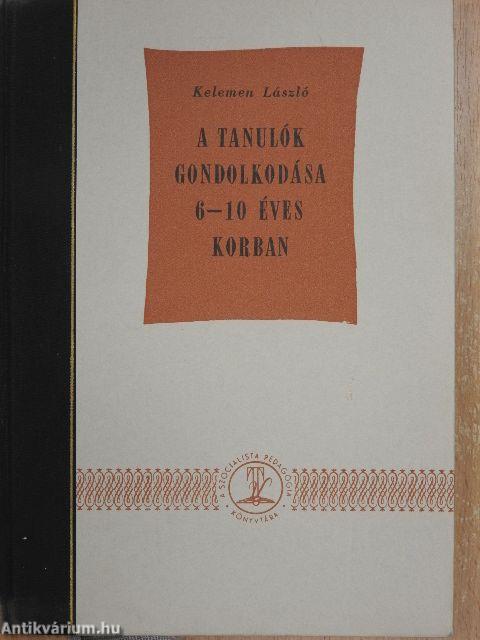 Kelemen László
A TANULÓK
GONDOLKODÁSA
6—10 ÉVES
KORBAN
A SZOCIALISTA PEDAGÓGIA
KÖNYVTÁRA
Antikvárium.hu